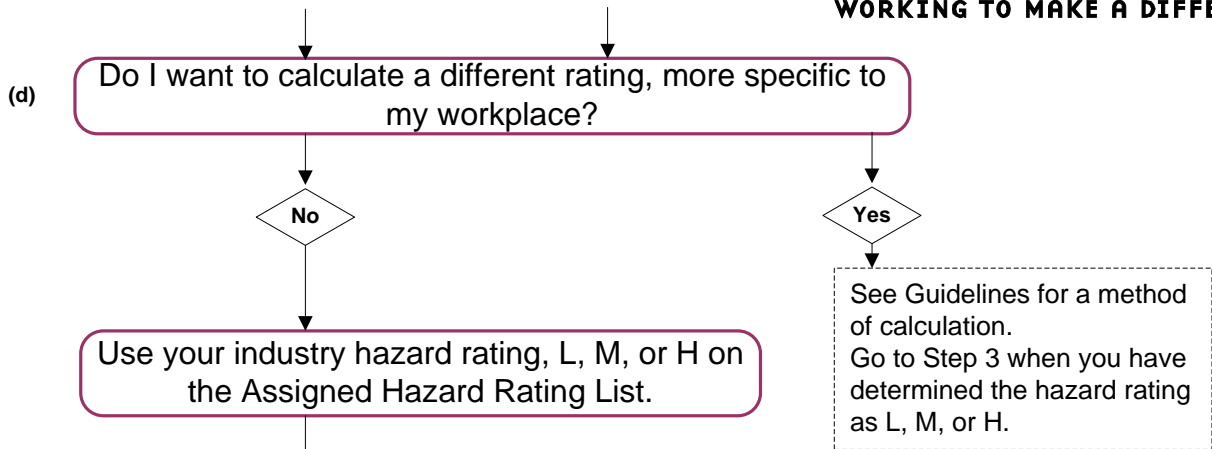 WORKING TO MAKE A DIFFE
(d)
Do I want to calculate a different rating, more specific to
my workplace?
No
Yes
See Guidelines for a method
of calculation.
Go to Step 3 when you have
determined the hazard rating
as L, M, or H.
Use your industry hazard rating, L, M, or H on
the Assigned Hazard Rating List.